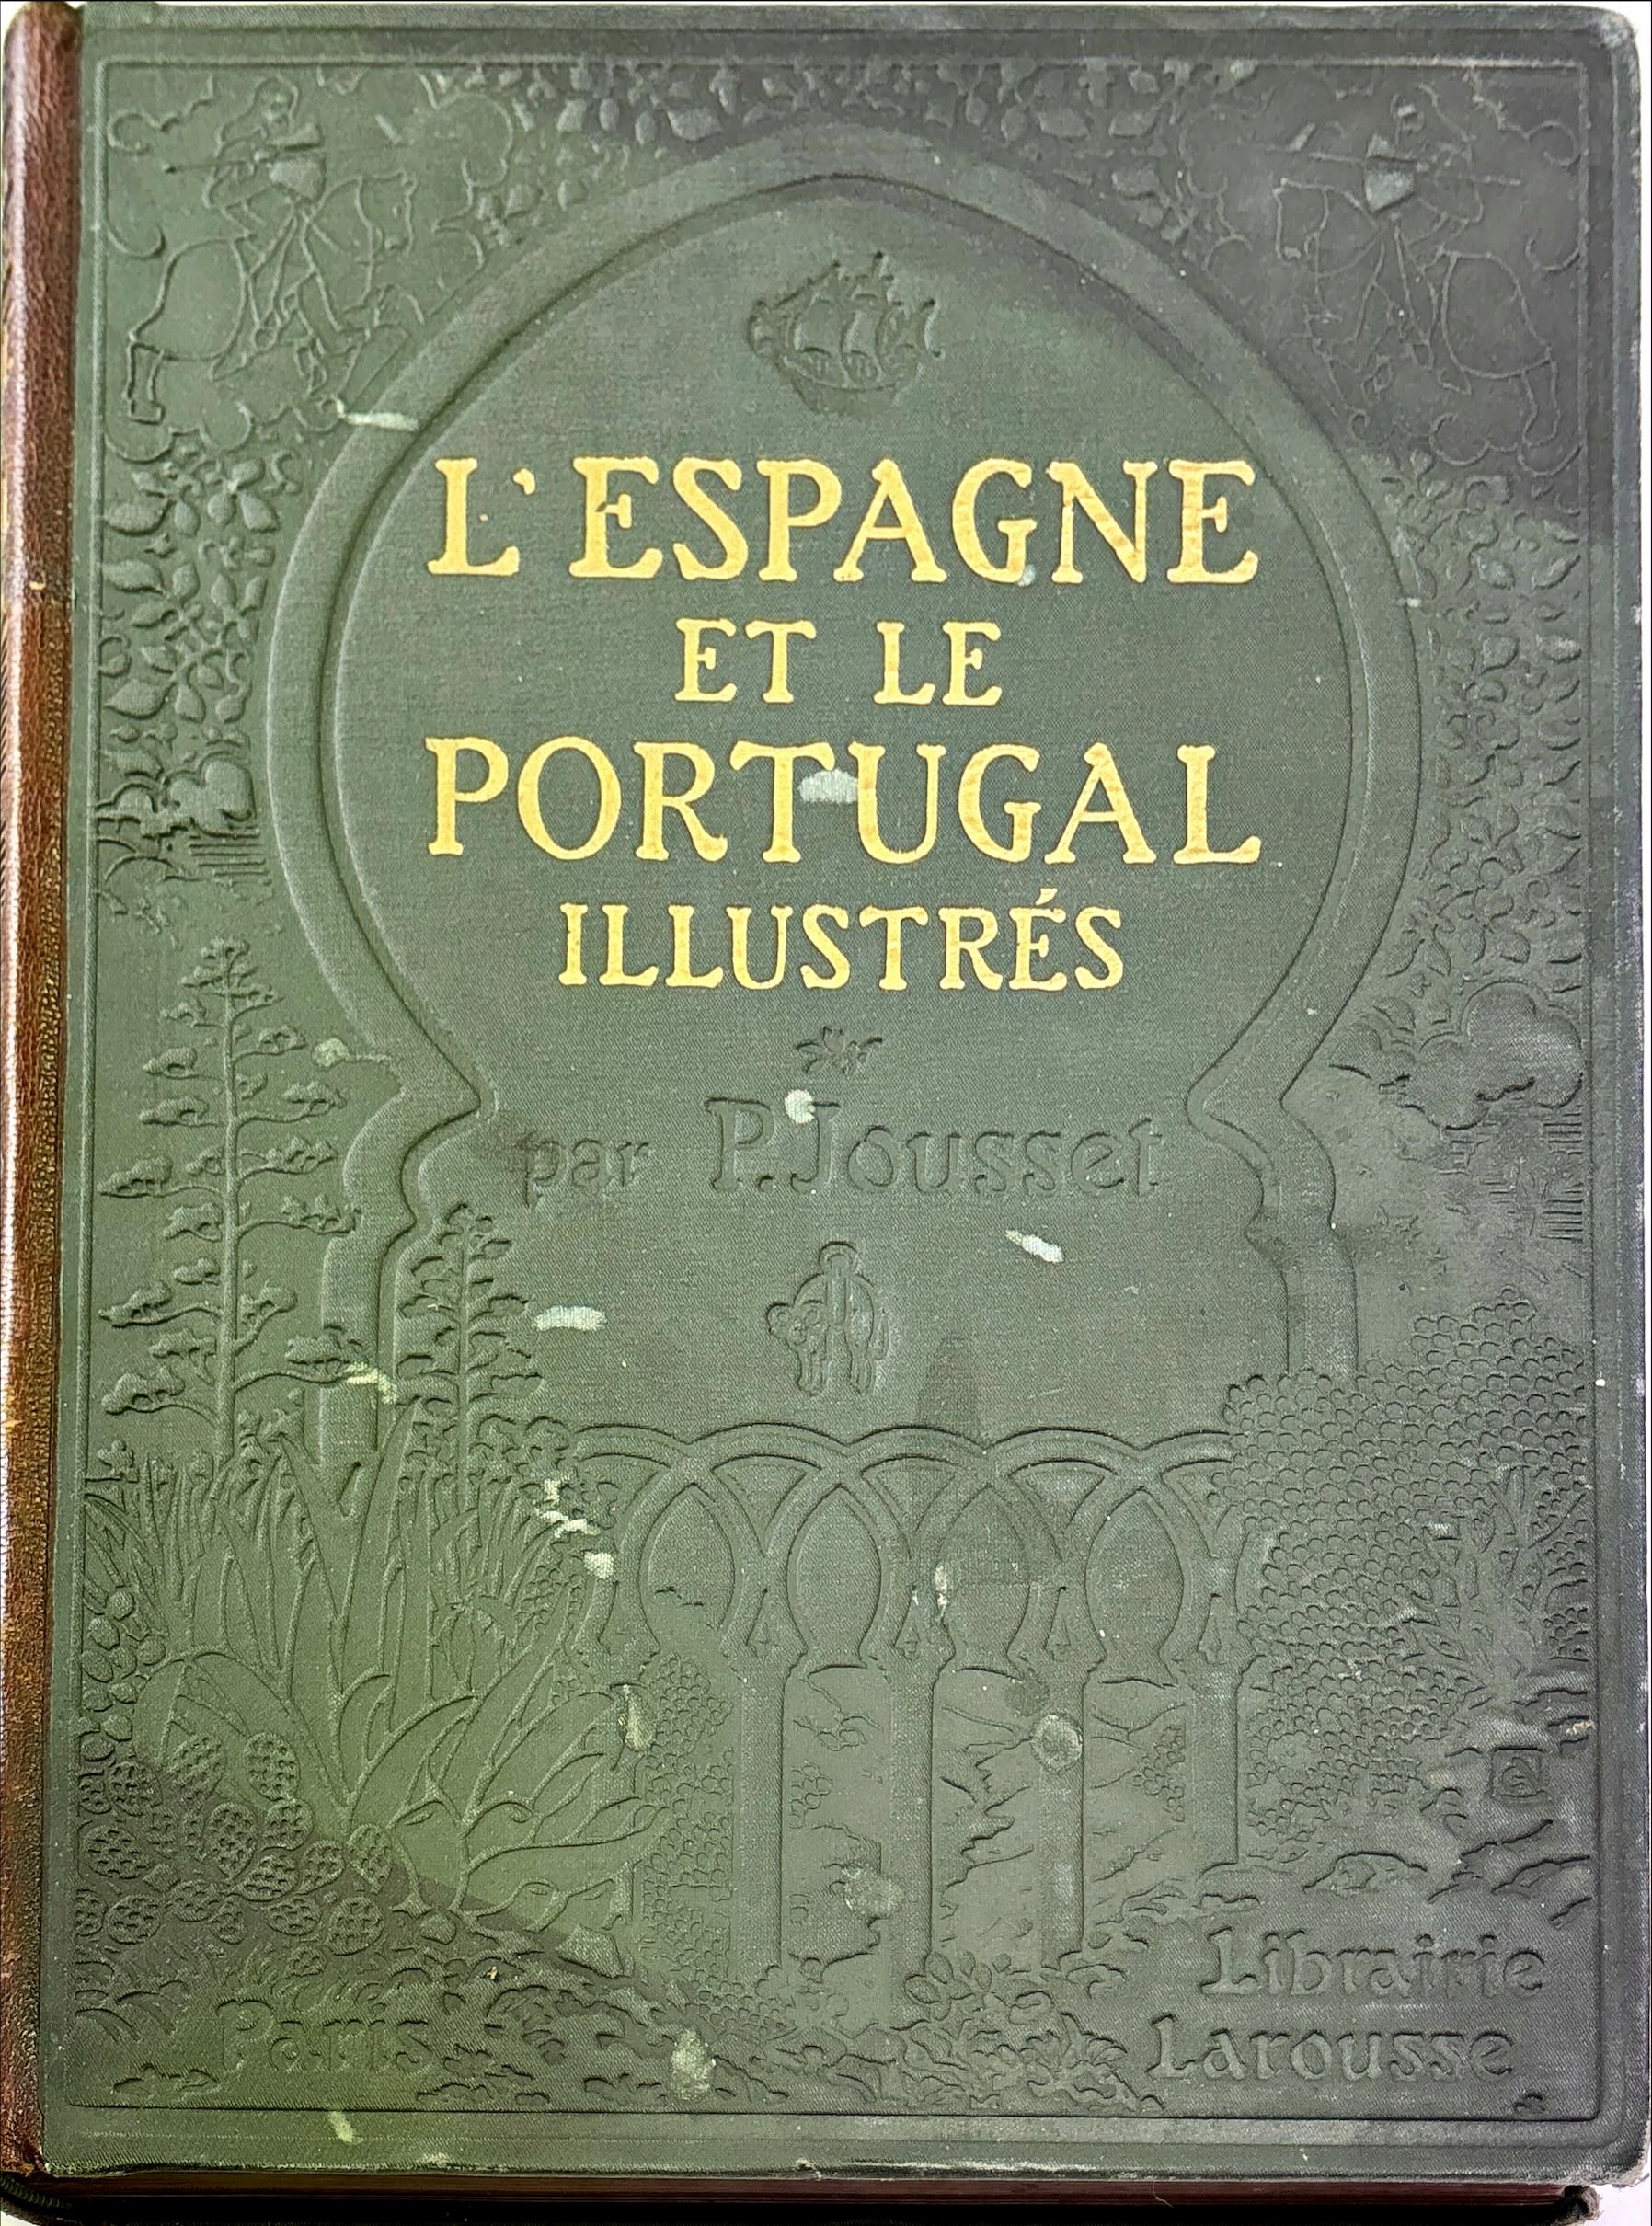 L'ESPAGNE
ET LE
PORTUGAL
ILLUSTRÉS
par P. Jousset
Librairie
Paris Larousse